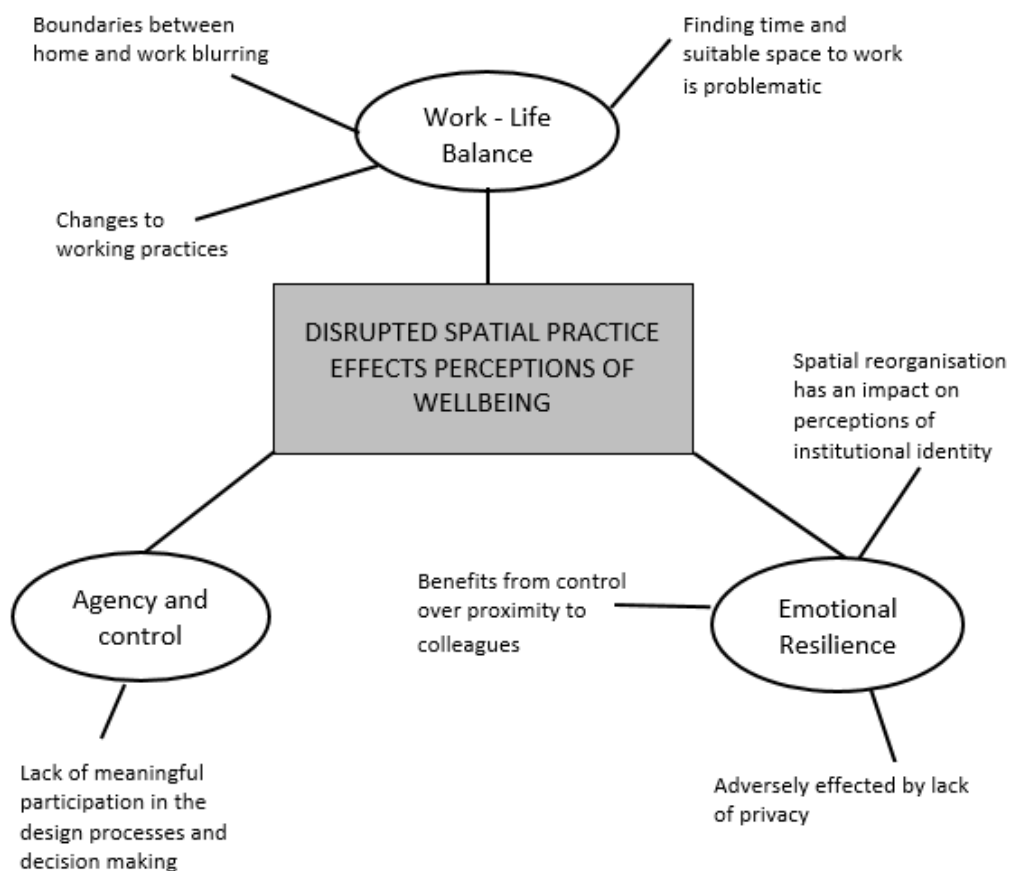 Boundaries between
home and work blurring
Finding time and
suitable space to work
is problematic
Work - Life
Balance
Changes to
working practices
DISRUPTED SPATIAL PRACTICE
EFFECTS PERCEPTIONS OF
WELLBEING
Spatial reorganisation
has an impact on
perceptions of
institutional identity
Agency and
control
Benefits from control
over proximity to
colleagues
Emotional
Resilience
Lack of meaningful
participation in the
design processes and
decision making
Adversely effected by lack
of privacy